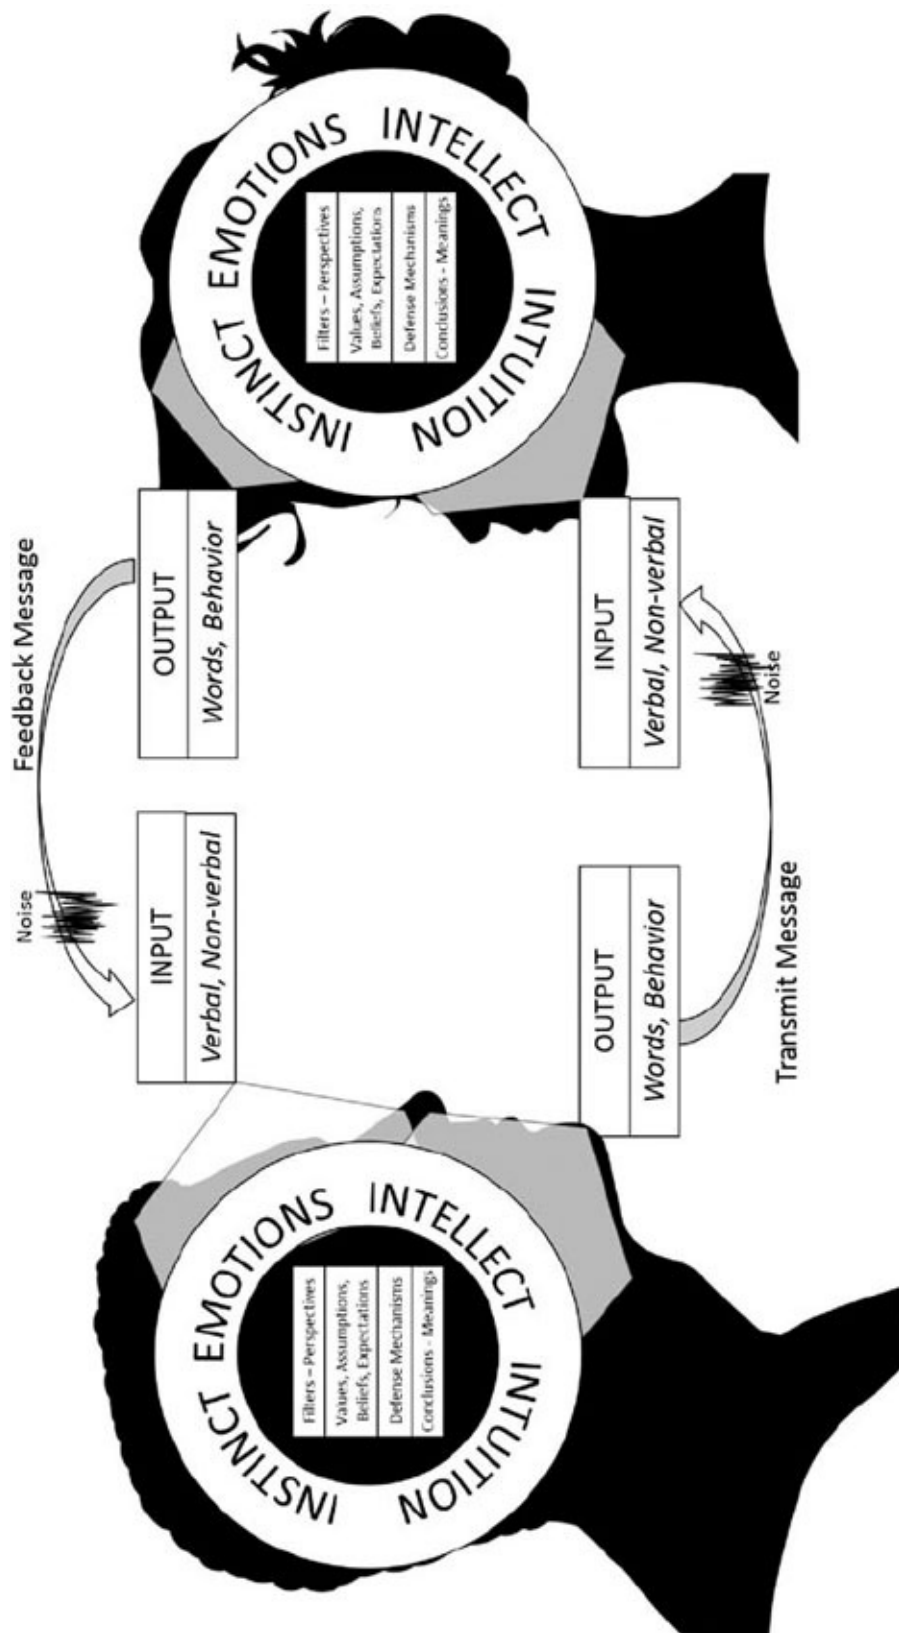 Feedback Message
Noise
INPUT
Verbal, Non-verbal
OUTPUT
Words, Behavior
INSTINCT EMOTIONS INTELLECT INTUITION
Filters – Perspectives
Values, Assumptions,
Beliefs, Expectations
Defense Mechanisms
Conclusions - Meanings
INSTINCT EMOTIONS INTELLECT INTUITION
Filters – Perspectives
Values, Assumptions,
Beliefs, Expectations
Defense Mechanisms
Conclusions - Meanings
OUTPUT
Words, Behavior
INPUT
Verbal, Non-verbal
Noise
Transmit Message